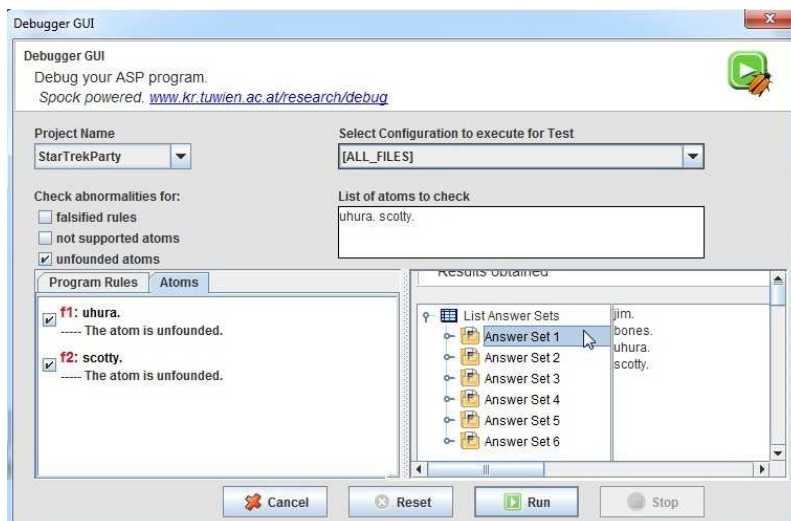 Debugger GUI
Debugger GUI
Debug your ASP program.
Spock powered. www.kr.tuwien.ac.at/research/debug
Project Name
StarTrekParty
Select Configuration to execute for Test
[ALL_FILES]
Check abnormalities for:
falsified rules
not supported atoms
unfounded atoms
List of atoms to check
uhura. scotty.
Program Rules
Atoms
f1: uhura.
----- The atom is unfounded.
f2: scotty.
----- The atom is unfounded.
Results obtained
List Answer Sets
Answer Set 1
Answer Set 2
Answer Set 3
Answer Set 4
Answer Set 5
Answer Set 6
jim.
bones.
uhura.
scotty.
Cancel
Reset
Run
Stop